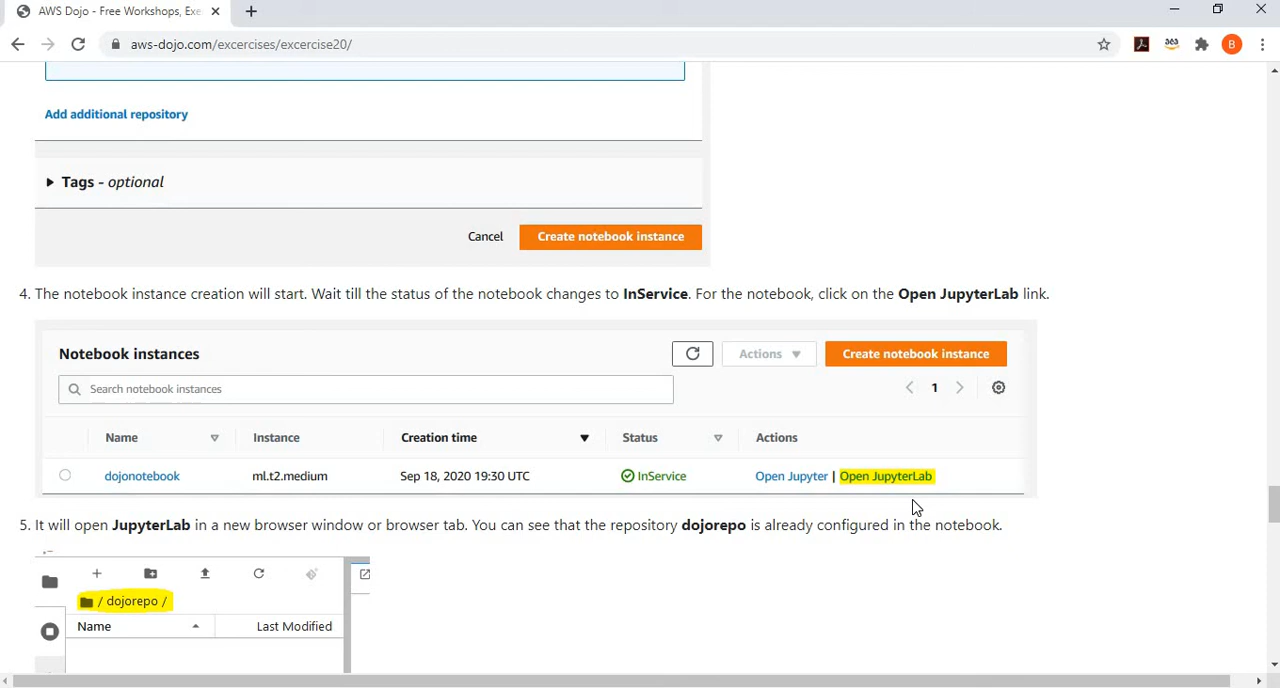 AWS Dojo - Free Workshops, Exe
aws-dojo.com/excercises/excercise20/
B
Add additional repository
Tags - optional
Cancel
Create notebook instance
4. The notebook instance creation will start. Wait till the status of the notebook changes to InService. For the notebook, click on the Open JupyterLab link.
Notebook instances
Actions
Create notebook instance
Search notebook instances
1
Name Instance Creation time Status Actions
dojonotebook ml.t2.medium Sep 18, 2020 19:30 UTC InService Open Jupyter | Open JupyterLab
5. It will open JupyterLab in a new browser window or browser tab. You can see that the repository dojorepo is already configured in the notebook.
/ dojorepo /
Name Last Modified